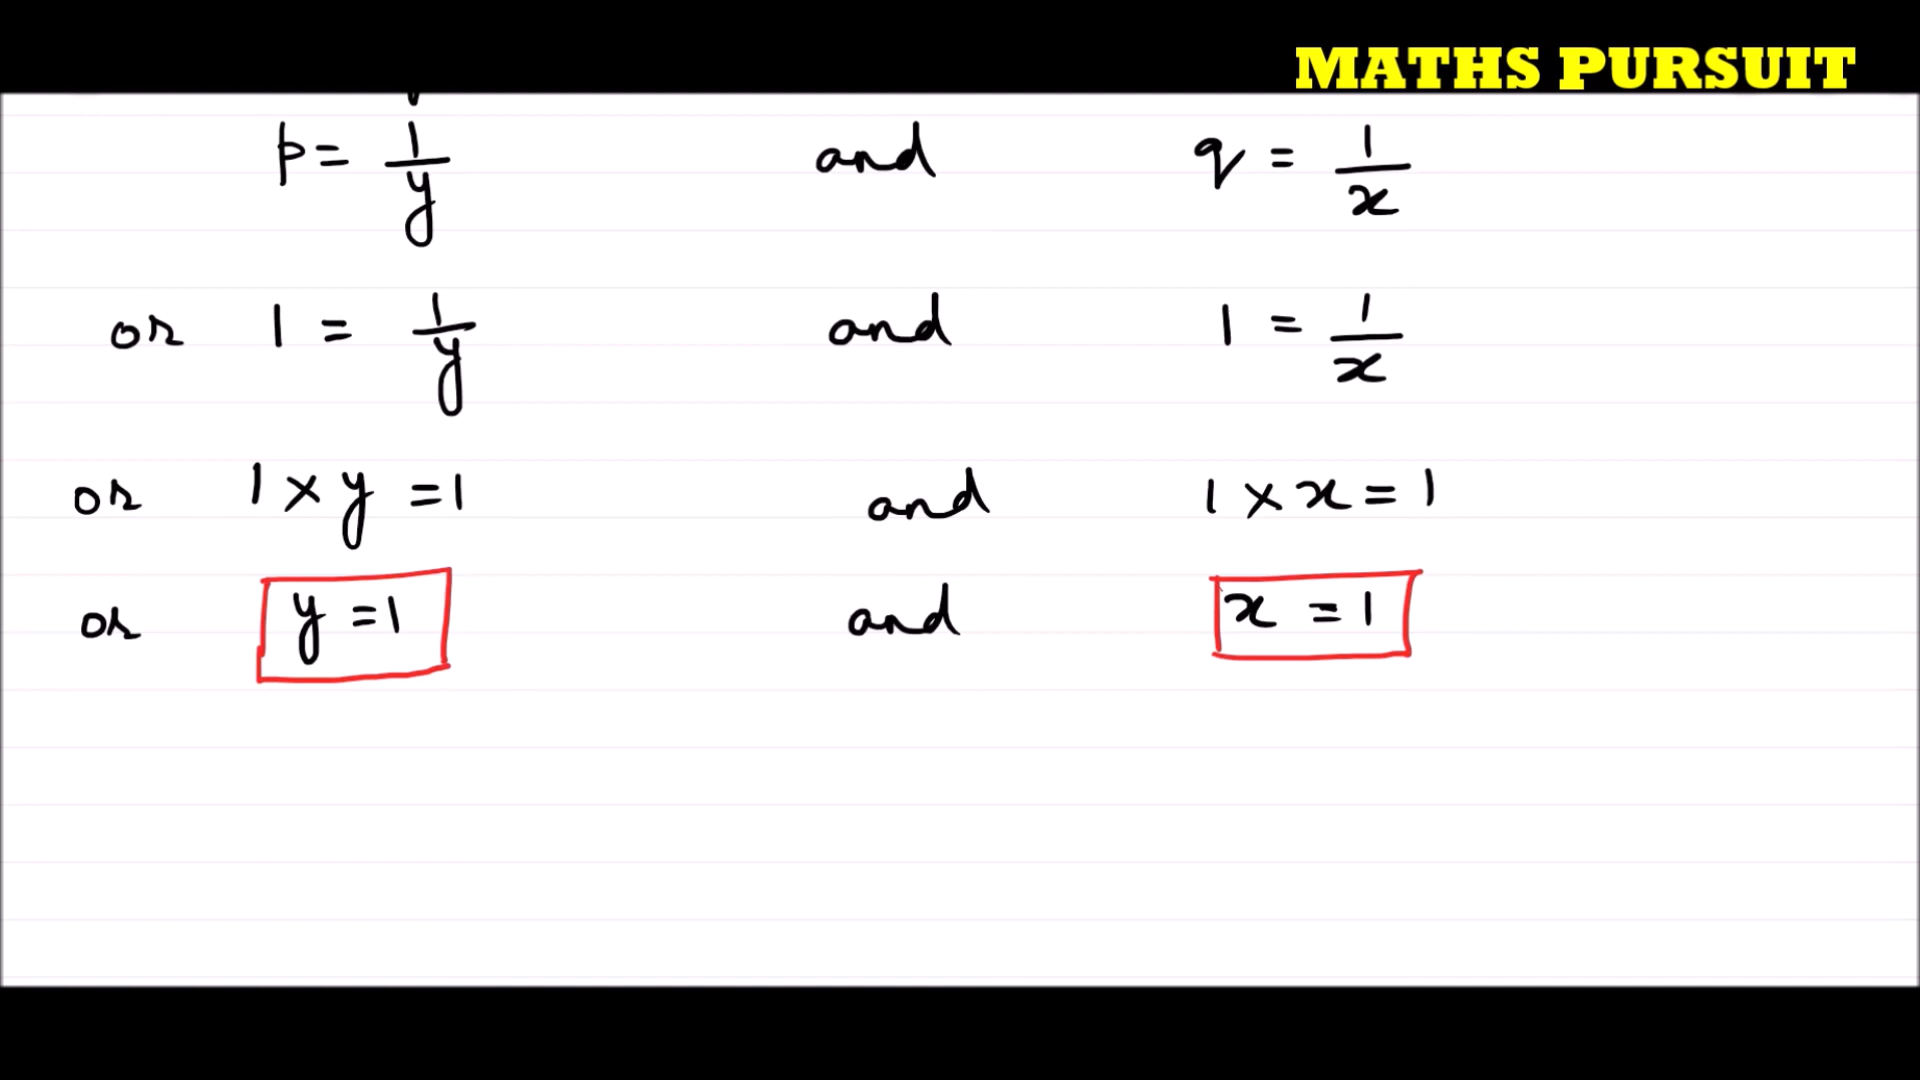 MATHS PURSUIT
p = 1/y and q = 1/x
or 1 = 1/y and 1 = 1/x
or 1 × y = 1 and 1 × x = 1
or y = 1 and x = 1